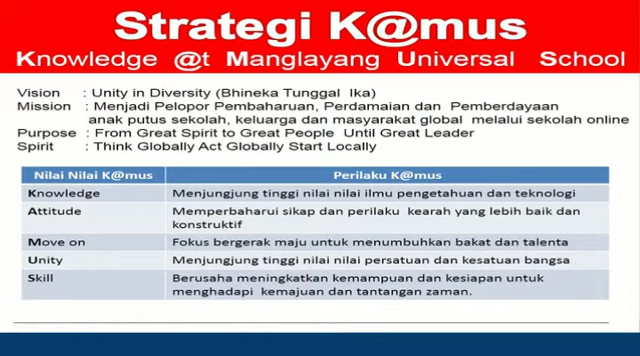 Strategi K@mus
Knowledge @t Manglayang Universal School
Vision : Unity in Diversity (Bhineka Tunggal Ika)
Mission : Menjadi Pelopor Pembaharuan, Perdamaian dan Pemberdayaan
anak putus sekolah, keluarga dan masyarakat global melalui sekolah online
Purpose : From Great Spirit to Great People Until Great Leader
Spirit : Think Globally Act Globally Start Locally
Nilai Nilai K@mus Perilaku K@mus
Knowledge Menjungjung tinggi nilai nilai ilmu pengetahuan dan teknologi
Attitude Memperbaharui sikap dan perilaku kearah yang lebih baik dan
konstruktif
Move on Fokus bergerak maju untuk menumbuhkan bakat dan talenta
Unity Menjungjung tinggi nilai nilai persatuan dan kesatuan bangsa
Skill Berusaha meningkatkan kemampuan dan kesiapan untuk
menghadapi kemajuan dan tantangan zaman.